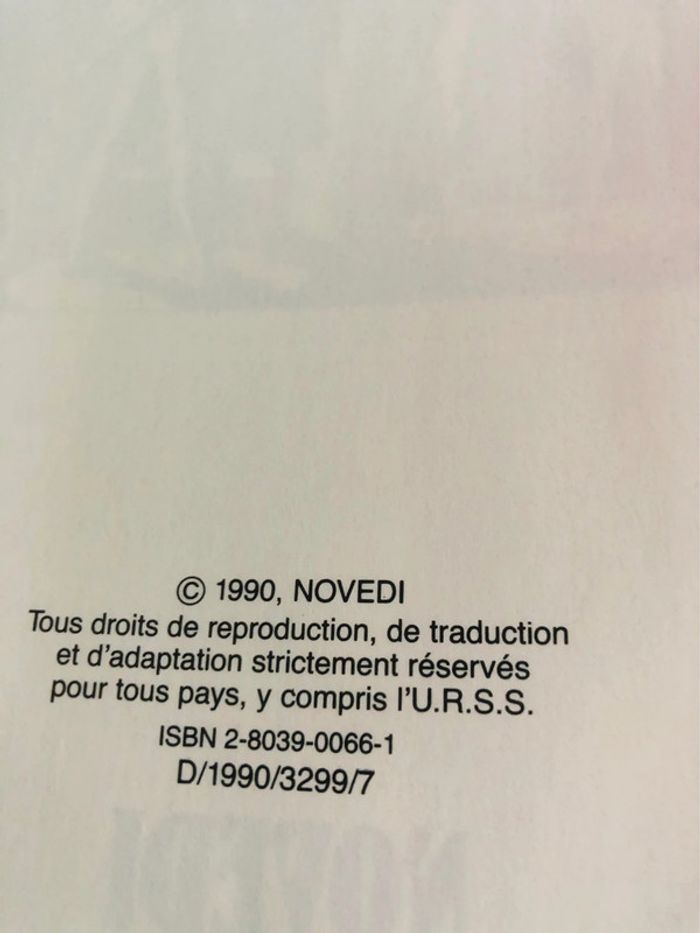 © 1990, NOVEDI
Tous droits de reproduction, de traduction
et d'adaptation strictement réservés
pour tous pays, y compris l'U.R.S.S.
ISBN 2-8039-0066-1
D/1990/3299/7
NOVEDI